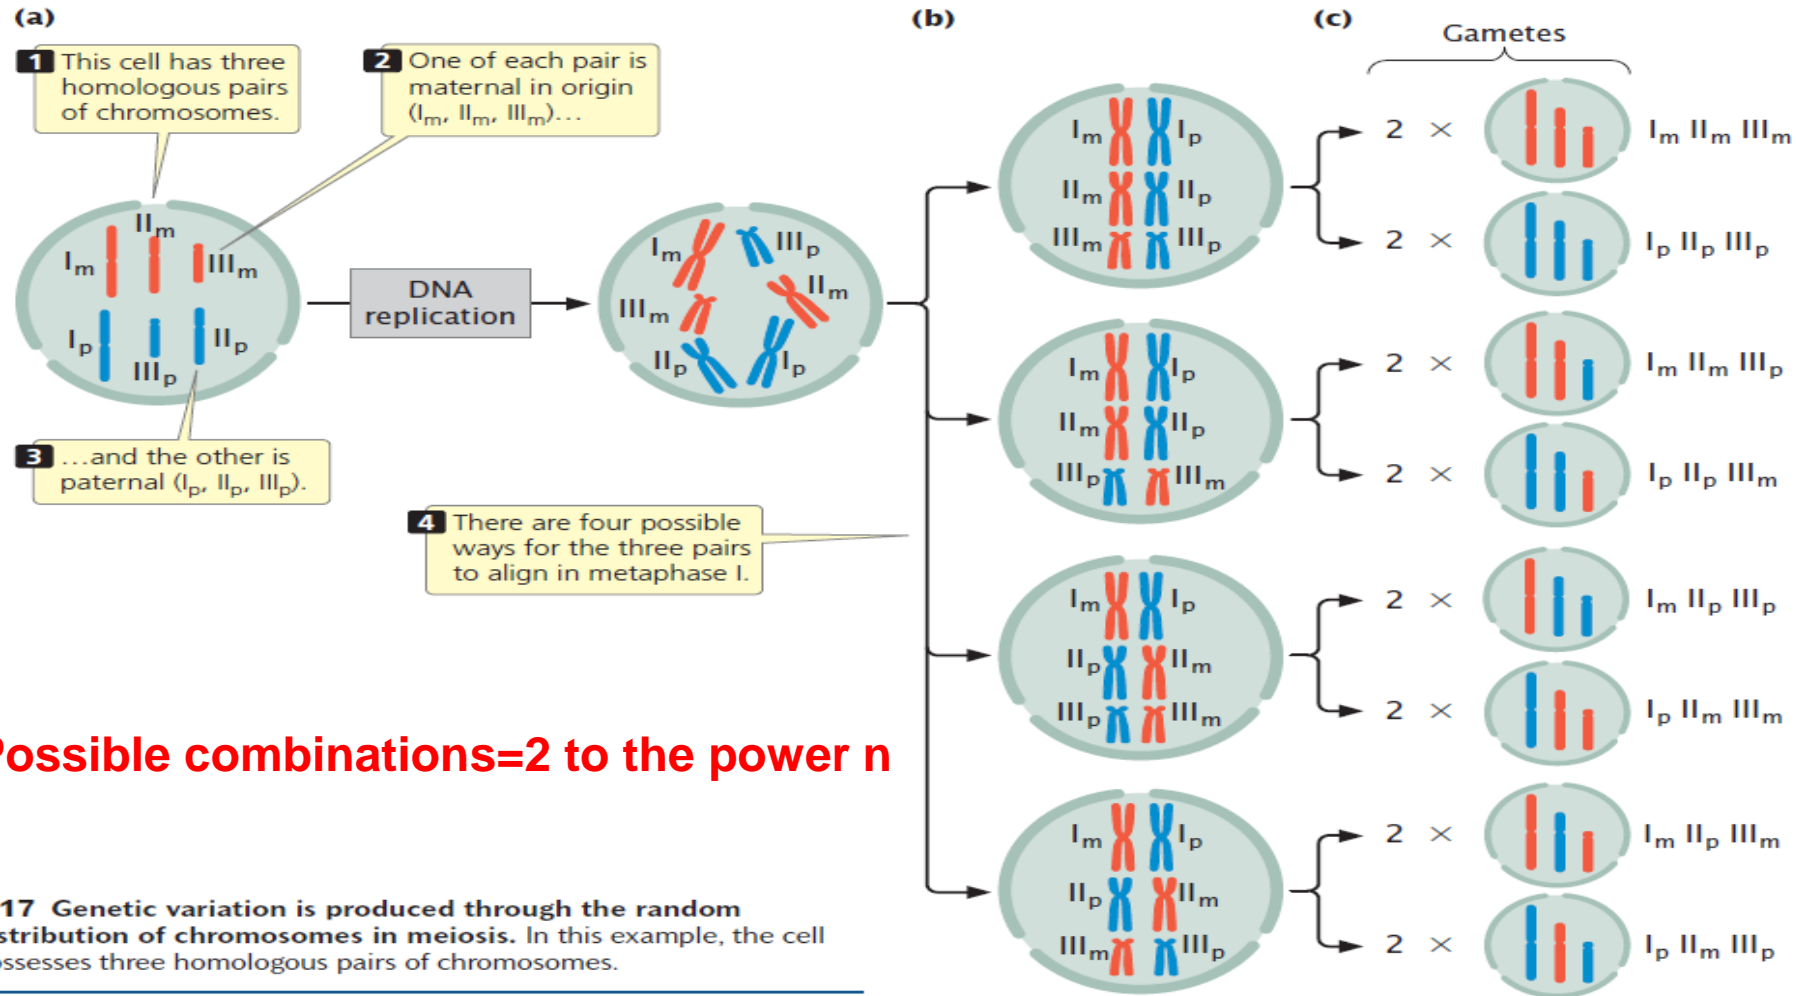 (a)
1 This cell has three
homologous pairs
of chromosomes.
2 One of each pair is
maternal in origin
(Im, IIm, IIIm)…
IIm
Im
IIIm
Ip
IIp
IIIp
3 …and the other is
paternal (Ip, IIp, IIIp).
DNA
replication
Im
IIIp
IIm
IIIm
IIp
Ip
4 There are four possible
ways for the three pairs
to align in metaphase I.
Possible combinations=2 to the power n
17 Genetic variation is produced through the random
stribution of chromosomes in meiosis. In this example, the cell
ossesses three homologous pairs of chromosomes.
(b)
Im Ip
IIm IIp
IIIm IIIp
Im Ip
IIm IIp
IIIp IIIm
Im Ip
IIp IIm
IIIp IIIm
Im Ip
IIp IIm
IIIm IIIp
(c)
Gametes
2 × Im IIm IIIm
2 × Ip IIp IIIp
2 × Im IIm IIIp
2 × Ip IIp IIIm
2 × Im IIp IIIp
2 × Ip IIm IIIm
2 × Im IIp IIIm
2 × Ip IIm IIIp